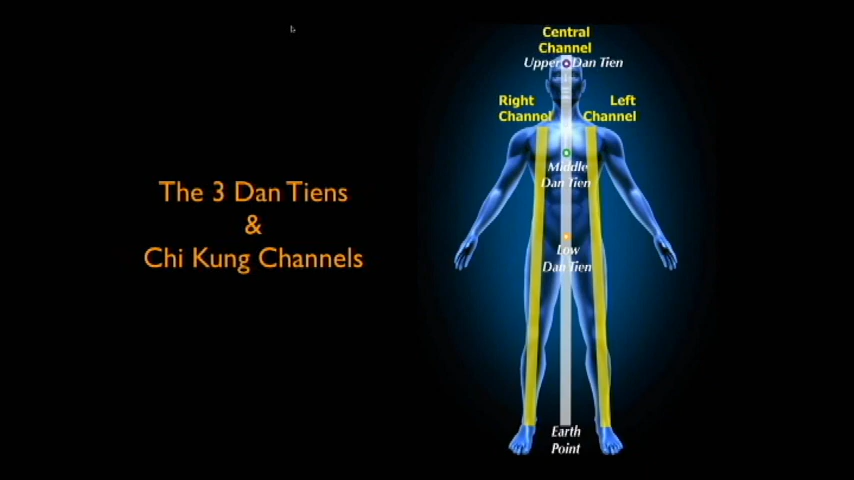 The 3 Dan Tiens
&
Chi Kung Channels
Central
Channel
Upper Dan Tien
Right
Channel
Left
Channel
Middle
Dan Tien
Low
Dan Tien
Earth
Point